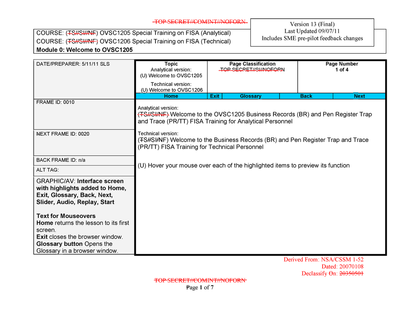 TOP SECRET//COMINT//NOFORN
Version 13 (Final)
Last Updated 09/07/11
Includes SME pre-pilot feedback changes
COURSE: (TS//SI//NF) OVSC1205 Special Training on FISA (Analytical)
COURSE: (TS//SI//NF) OVSC1206 Special Training on FISA (Technical)
Module 0: Welcome to OVSC1205
DATE/PREPARER: 5/11/11 SLS
Topic
Analytical version:
(U) Welcome to OVSC1205
Technical version:
(U) Welcome to OVSC1206
Page Classification
TOP SECRET//SI//NOFORN
Page Number
1 of 4
Home Exit Glossary Back Next
FRAME ID: 0010
Analytical version:
(TS//SI//NF) Welcome to the OVSC1205 Business Records (BR) and Pen Register Trap
and Trace (PR/TT) FISA Training for Analytical Personnel
NEXT FRAME ID: 0020
Technical version:
(TS//SI//NF) Welcome to the Business Records (BR) and Pen Register Trap and Trace
(PR/TT) FISA Training for Technical Personnel
BACK FRAME ID: n/a
(U) Hover your mouse over each of the highlighted items to preview its function
ALT TAG:
GRAPHIC/AV: Interface screen
with highlights added to Home,
Exit, Glossary, Back, Next,
Slider, Audio, Replay, Start
Text for Mouseovers
Home returns the lesson to its first
screen.
Exit closes the browser window.
Glossary button Opens the
Glossary in a browser window.
Derived From: NSA/CSSM 1-52
Dated: 20070108
Declassify On: 20350501
TOP SECRET//COMINT//NOFORN
Page 1 of 7